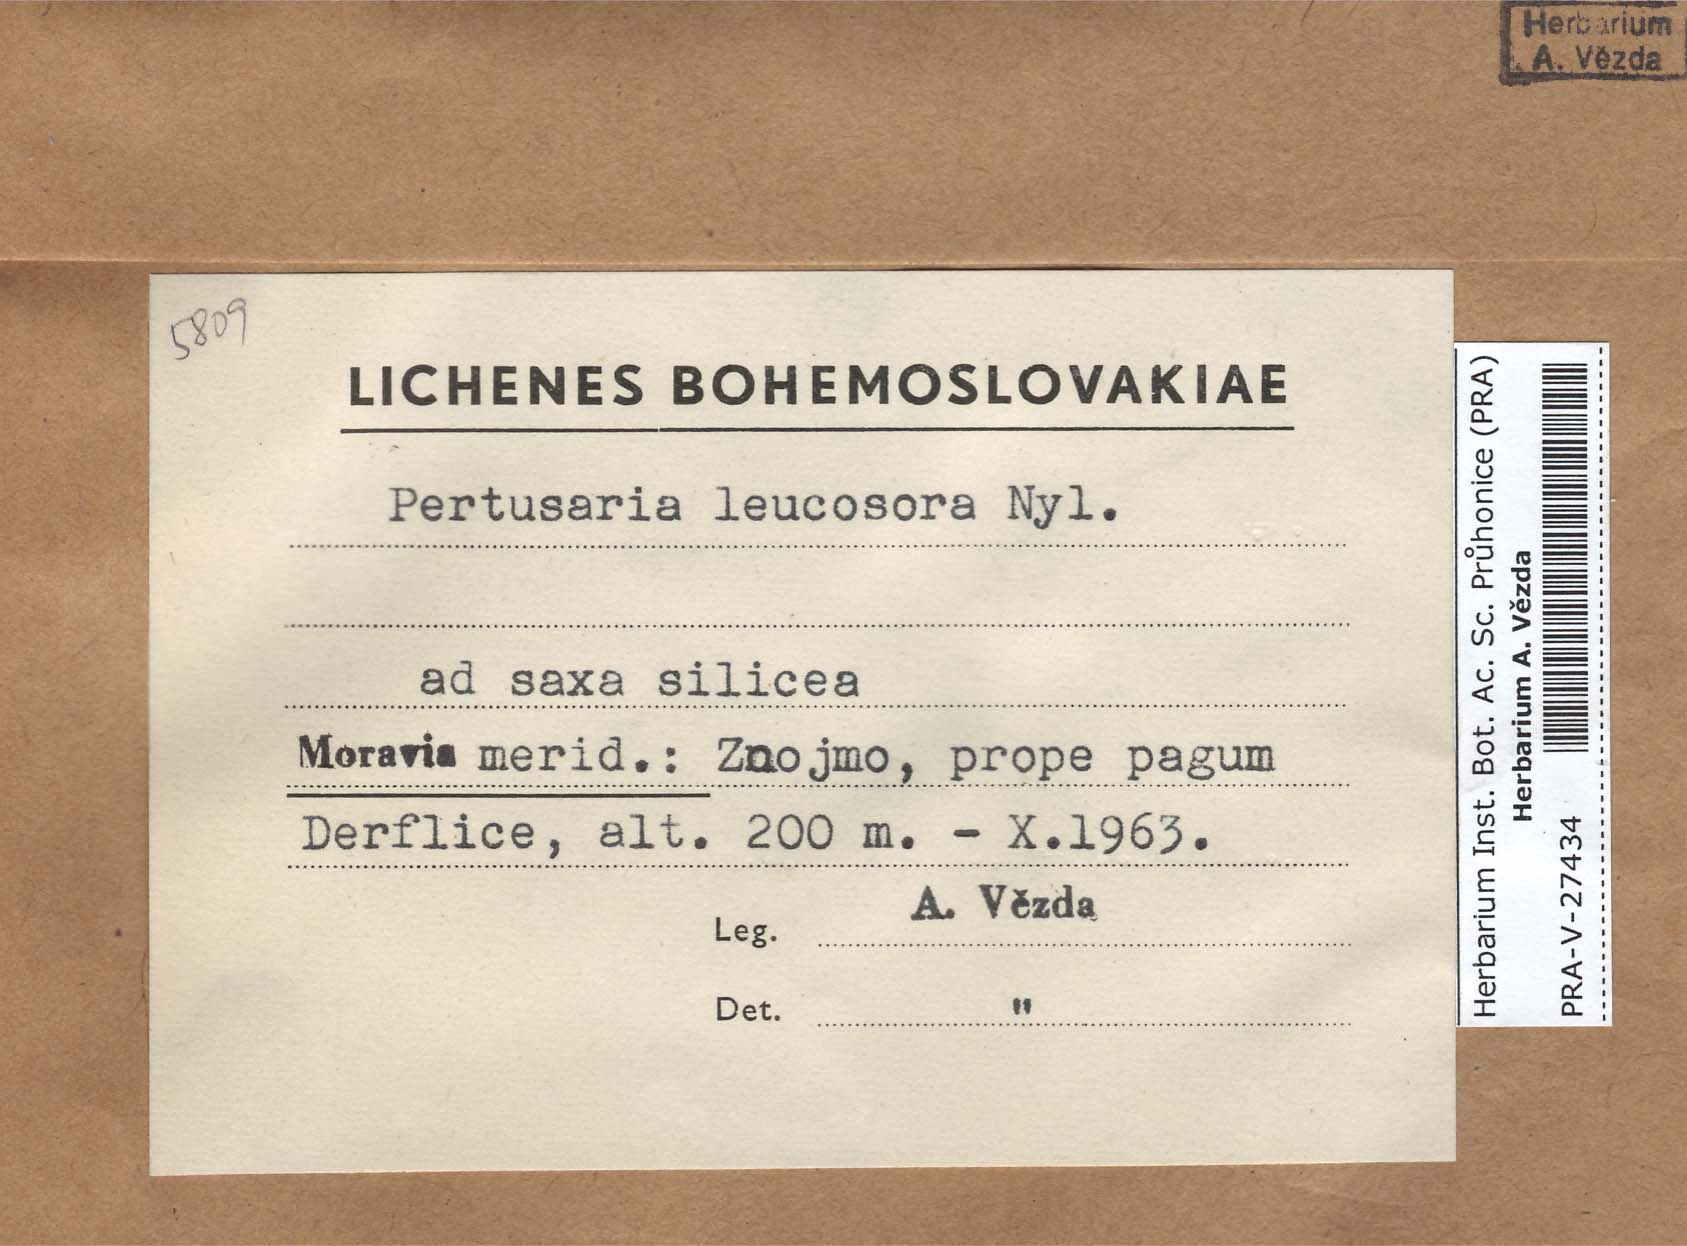 Herbarium
A. Vězda
5809
LICHENES BOHEMOSLOVAKIAE
Pertusaria leucosora Nyl.
ad saxa silicea
Moravia merid.: Znojmo, prope pagum
Derflice, alt. 200 m. - X.1963.
Leg. A. Vězda
Det. "
Herbarium Inst. Bot. Ac. Sc. Průhonice (PRA)
Herbarium A. Vězda
PRA-V-27434